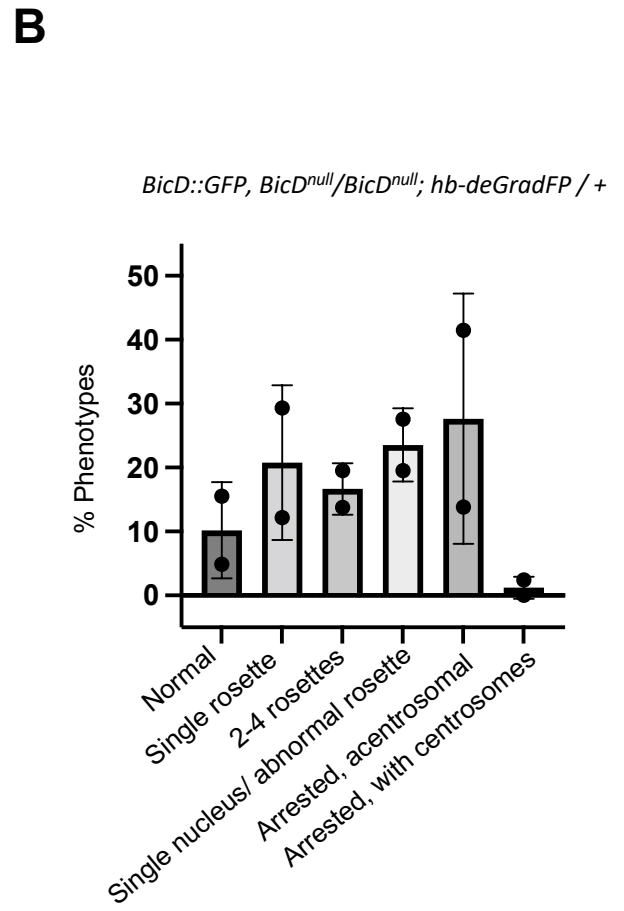 B
BicD::GFP, BicDnull/BicDnull; hb-deGradFP / +
% Phenotypes
50
40
30
20
10
0
Normal
Single rosette
2-4 rosettes
Single nucleus/ abnormal rosette
Arrested, acentrosomal
Arrested, with centrosomes